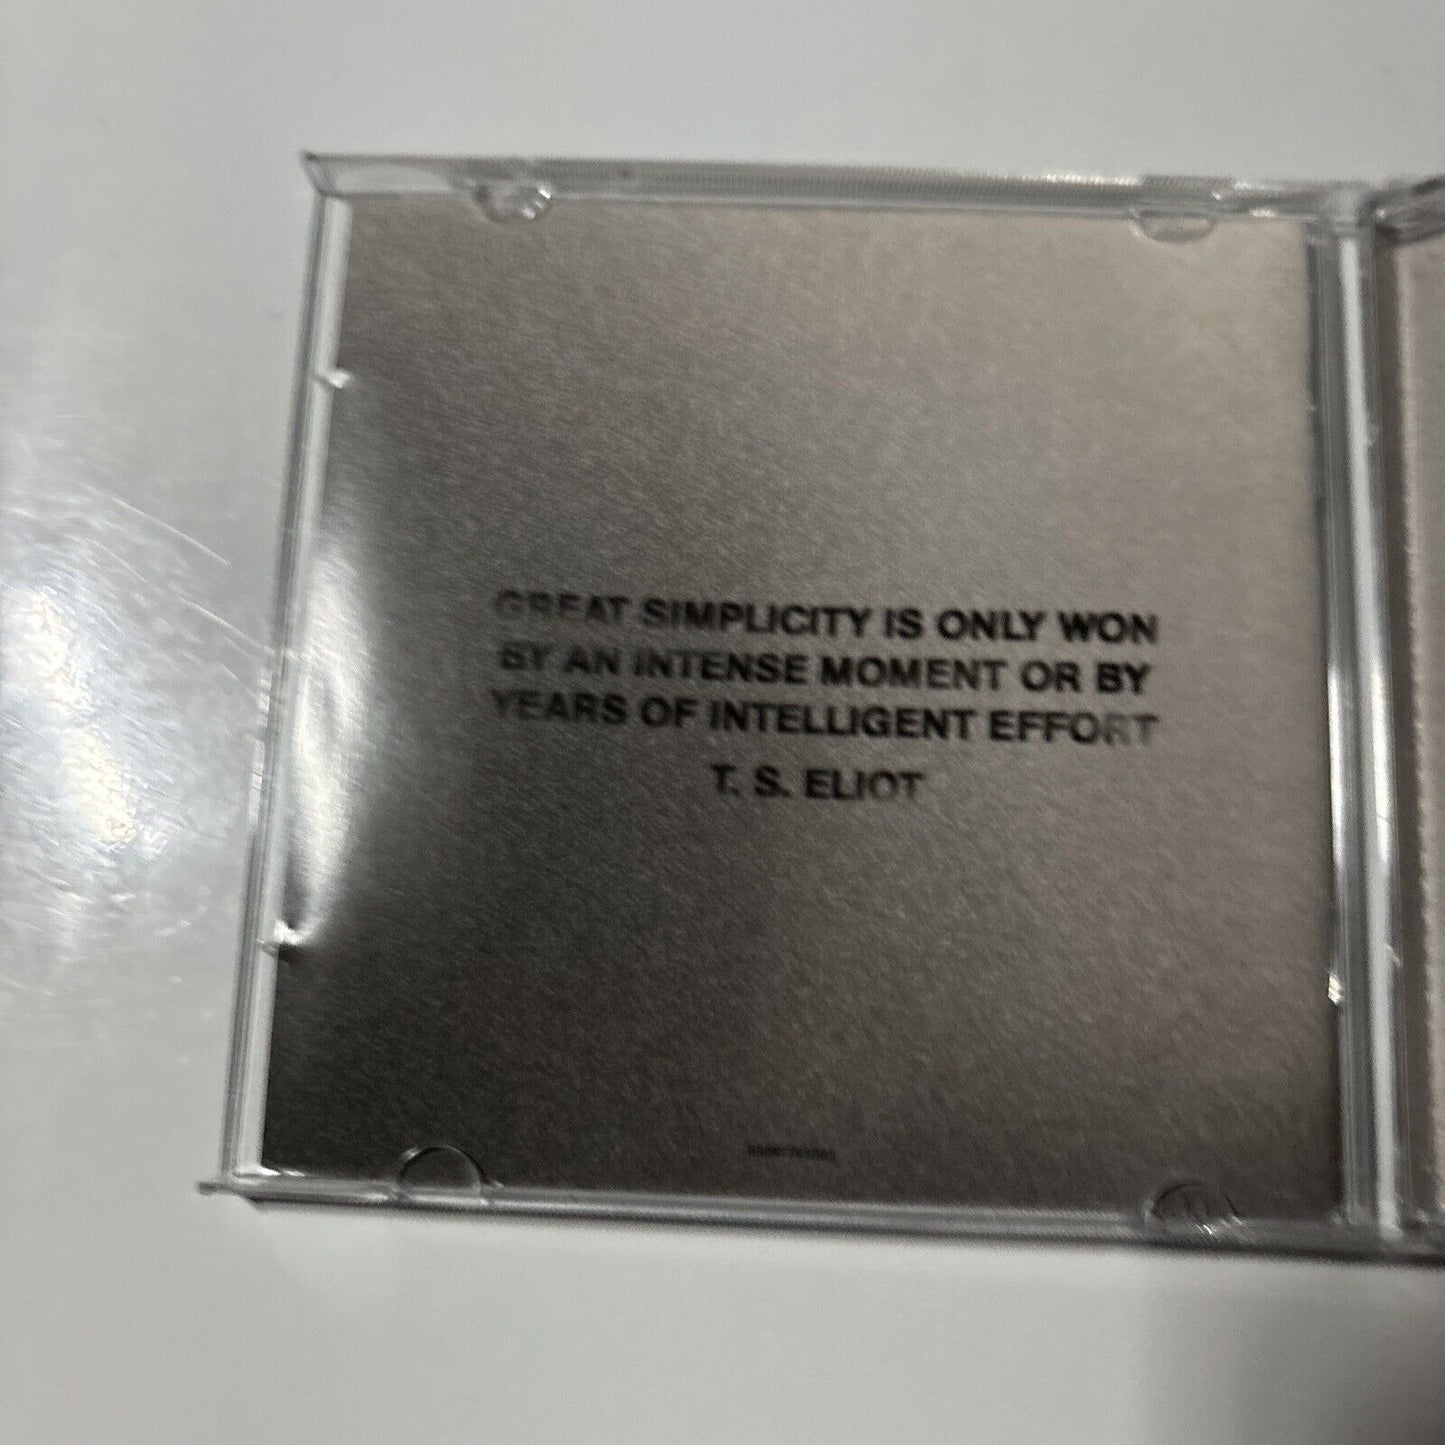 GREAT SIMPLICITY IS ONLY WON
BY AN INTENSE MOMENT OR BY
YEARS OF INTELLIGENT EFFORT
T. S. ELIOT